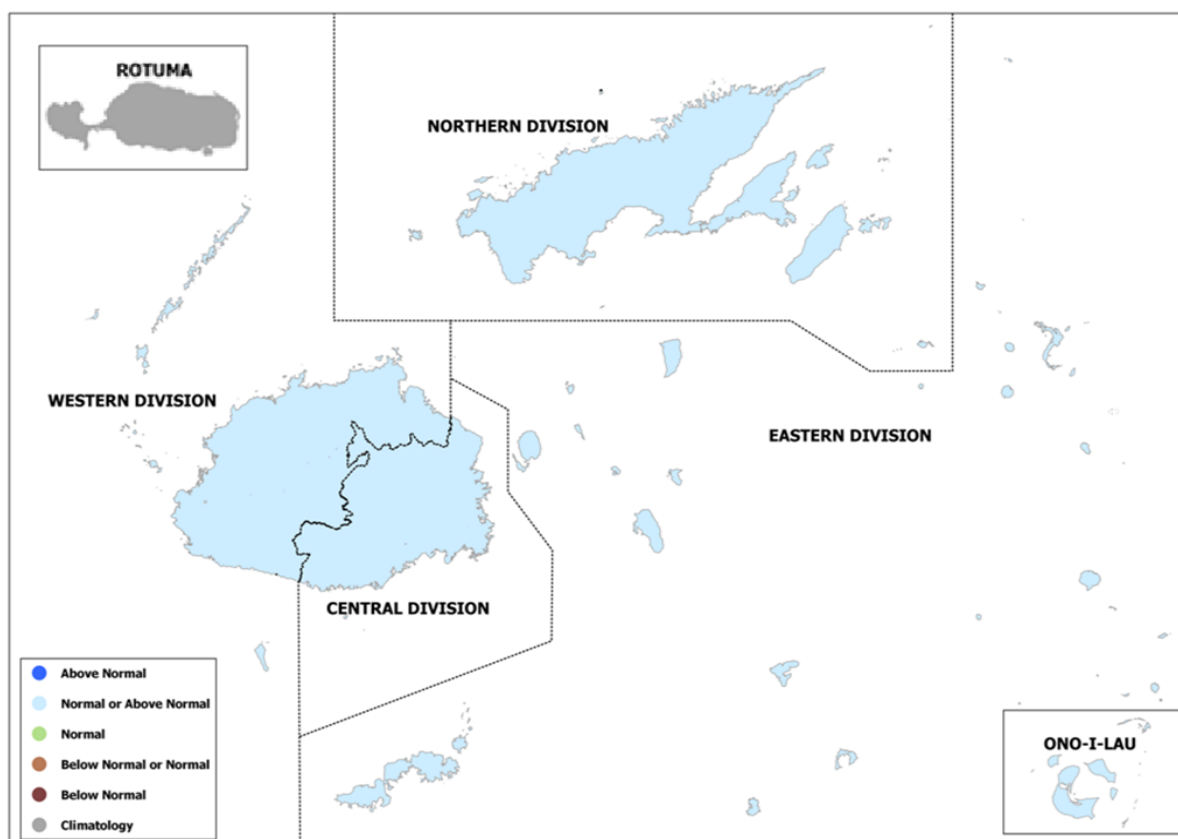 ROTUMA
NORTHERN DIVISION
WESTERN DIVISION
EASTERN DIVISION
CENTRAL DIVISION
Above Normal
Normal or Above Normal
Normal
Below Normal or Normal
Below Normal
Climatology
ONO-I-LAU